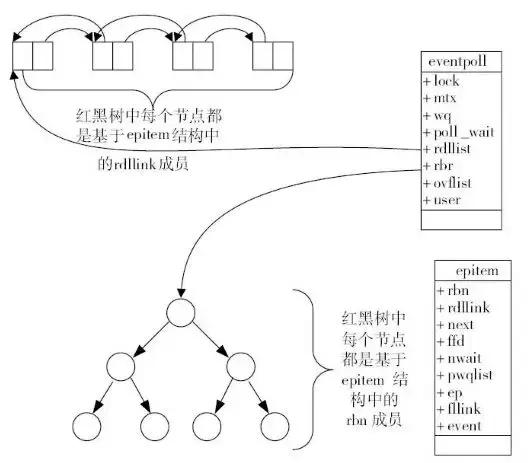 红黑树中每个节点都
是基于epitem结构中
的rdllink成员
eventpoll
+lock
+mtx
+wq
+poll_wait
+rdllist
+rbr
+ovflist
+user
红黑树中
每个节点
都是基于
epitem 结
构中的
rbn 成员
epitem
+rbn
+rdllink
+next
+ffd
+nwait
+pwqlist
+ep
+fllink
+event